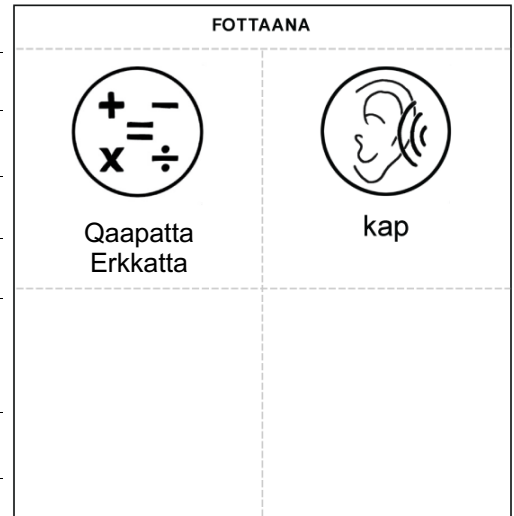 FOTTAANA
+ −
=
x ÷
Qaapatta
Erkkatta
kap